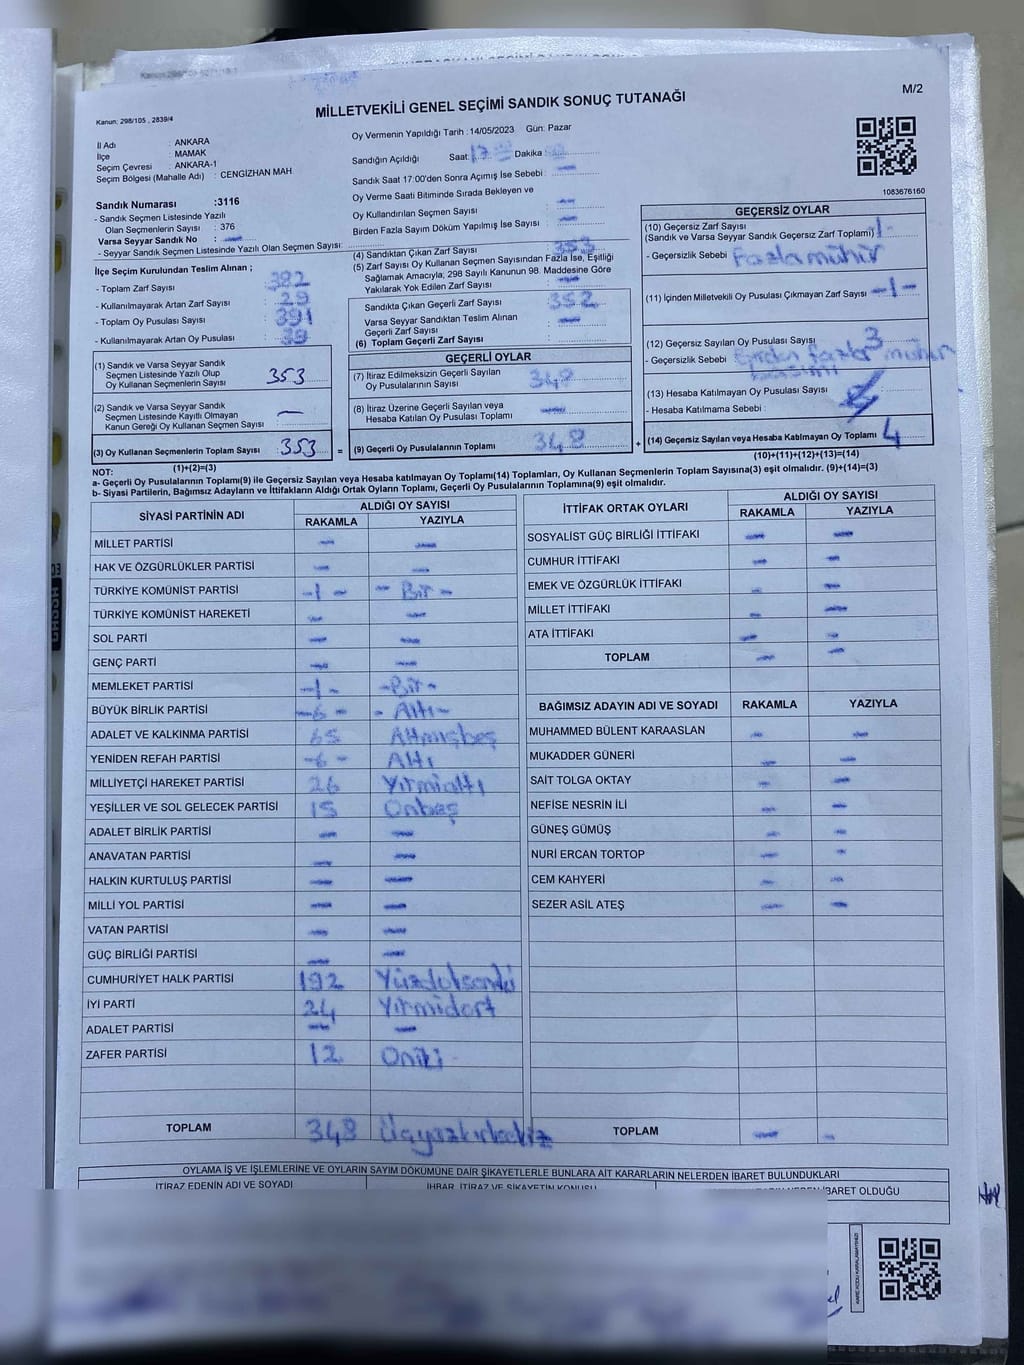 M/2
MİLLETVEKİLİ GENEL SEÇİMİ SANDIK SONUÇ TUTANAĞI
Kanun: 298/105 , 2839/4
İl Adı : ANKARA
İlçe : MAMAK
Seçim Çevresi : ANKARA-1
Seçim Bölgesi (Mahalle Adı) : CENGİZHAN MAH.
Oy Vermenin Yapıldığı Tarih : 14/05/2023 Gün: Pazar
Sandığın Açıldığı Saat: 17 Dakika
Sandık Saat 17:00'den Sonra Açımış İse Sebebi : —
Oy Verme Saati Bitiminde Sırada Bekleyen ve
Oy Kullandırılan Seçmen Sayısı —
Birden Fazla Sayım Döküm Yapılmış İse Sayısı —
1083676160
Sandık Numarası :3116
- Sandık Seçmen Listesinde Yazılı
Olan Seçmenlerin Sayısı : 376
Varsa Seyyar Sandık No : —
- Seyyar Sandık Seçmen Listesinde Yazılı Olan Seçmen Sayısı:
İlçe Seçim Kurulundan Teslim Alınan ;
- Toplam Zarf Sayısı : 382
- Kullanılmayarak Artan Zarf Sayısı : 29
- Toplam Oy Pusulası Sayısı : 391
- Kullanılmayarak Artan Oy Pusulası : 39
(1) Sandık ve Varsa Seyyar Sandık
Seçmen Listesinde Yazılı Olup
Oy Kullanan Seçmenlerin Sayısı 353
(2) Sandık ve Varsa Seyyar Sandık
Seçmen Listesinde Kayıtlı Olmayan
Kanun Gereği Oy Kullanan Seçmen Sayısı —
(3) Oy Kullanan Seçmenlerin Toplam Sayısı : 353
(1)+(2)=(3)
(4) Sandıktan Çıkan Zarf Sayısı 353
(5) Zarf Sayısı Oy Kullanan Seçmen Sayısından Fazla İse, Eşitliği
Sağlamak Amacıyla; 298 Sayılı Kanunun 98. Maddesine Göre
Yakılarak Yok Edilen Zarf Sayısı —
Sandıkta Çıkan Geçerli Zarf Sayısı 352
Varsa Seyyar Sandıktan Teslim Alınan
Geçerli Zarf Sayısı —
(6) Toplam Geçerli Zarf Sayısı :
GEÇERLİ OYLAR
(7) İtiraz Edilmeksizin Geçerli Sayılan
Oy Pusulalarının Sayısı 348
(8) İtiraz Üzerine Geçerli Sayılan veya
Hesaba Katılan Oy Pusulası Toplamı —
= (9) Geçerli Oy Pusulalarının Toplamı 348 +
GEÇERSİZ OYLAR
(10) Geçersiz Zarf Sayısı
(Sandık ve Varsa Seyyar Sandık Geçersiz Zarf Toplamı) 1-
- Geçersizlik Sebebi Fazla mühür
(11) İçinden Milletvekili Oy Pusulası Çıkmayan Zarf Sayısı -1-
(12) Geçersiz Sayılan Oy Pusulası Sayısı 3
- Geçersizlik Sebebi Birden fazla mühür
basımı
(13) Hesaba Katılmayan Oy Pusulası Sayısı
- Hesaba Katılmama Sebebi :
(14) Geçersiz Sayılan veya Hesaba Katılmayan Oy Toplamı 4
(10)+(11)+(12)+(13)=(14)
NOT:
a- Geçerli Oy Pusulalarının Toplamı(9) ile Geçersiz Sayılan veya Hesaba katılmayan Oy Toplamı(14) Toplamları, Oy Kullanan Seçmenlerin Toplam Sayısına(3) eşit olmalıdır. (9)+(14)=(3)
b- Siyasi Partilerin, Bağımsız Adayların ve İttifakların Aldığı Ortak Oyların Toplamı, Geçerli Oy Pusulalarının Toplamına(9) eşit olmalıdır.
SİYASİ PARTİNİN ADI ALDIĞI OY SAYISI
RAKAMLA YAZIYLA
MİLLET PARTİSİ — —
HAK VE ÖZGÜRLÜKLER PARTİSİ — —
TÜRKİYE KOMÜNİST PARTİSİ -1- - Bir -
TÜRKİYE KOMÜNİST HAREKETİ — —
SOL PARTİ — —
GENÇ PARTİ — —
MEMLEKET PARTİSİ -1- -Bir-
BÜYÜK BİRLİK PARTİSİ -6- - Altı-
ADALET VE KALKINMA PARTİSİ 65 Altmışbeş
YENİDEN REFAH PARTİSİ -6- Altı
MİLLİYETÇİ HAREKET PARTİSİ 26 Yirmialtı
YEŞİLLER VE SOL GELECEK PARTİSİ 15 Onbeş
ADALET BİRLİK PARTİSİ — —
ANAVATAN PARTİSİ — —
HALKIN KURTULUŞ PARTİSİ — —
MİLLİ YOL PARTİSİ — —
VATAN PARTİSİ — —
GÜÇ BİRLİĞİ PARTİSİ — —
CUMHURİYET HALK PARTİSİ 192 Yüzdoksaniki
İYİ PARTİ 24 Yirmidört
ADALET PARTİSİ — —
ZAFER PARTİSİ 12 Oniki
TOPLAM 348 Üçyüzkırksekiz
İTTİFAK ORTAK OYLARI ALDIĞI OY SAYISI
RAKAMLA YAZIYLA
SOSYALİST GÜÇ BİRLİĞİ İTTİFAKI — —
CUMHUR İTTİFAKI — —
EMEK VE ÖZGÜRLÜK İTTİFAKI — —
MİLLET İTTİFAKI — —
ATA İTTİFAKI — —
TOPLAM — —
BAĞIMSIZ ADAYIN ADI VE SOYADI RAKAMLA YAZIYLA
MUHAMMED BÜLENT KARAASLAN — —
MUKADDER GÜNERİ — —
SAİT TOLGA OKTAY — —
NEFİSE NESRİN İLİ — —
GÜNEŞ GÜMÜŞ — —
NURİ ERCAN TORTOP — —
CEM KAHYERİ — —
SEZER ASİL ATEŞ — —
TOPLAM — —
OYLAMA İŞ VE İŞLEMLERİNE VE OYLARIN SAYIM DÖKÜMÜNE DAİR ŞİKAYETLERLE BUNLARA AİT KARARLARIN NELERDEN İBARET BULUNDUKLARI
İTİRAZ EDENİN ADI VE SOYADI İHBAR, İTİRAZ VE ŞİKAYETİN KONUSU İBARET OLDUĞU
KARE KODU KARALAMAYINIZ!